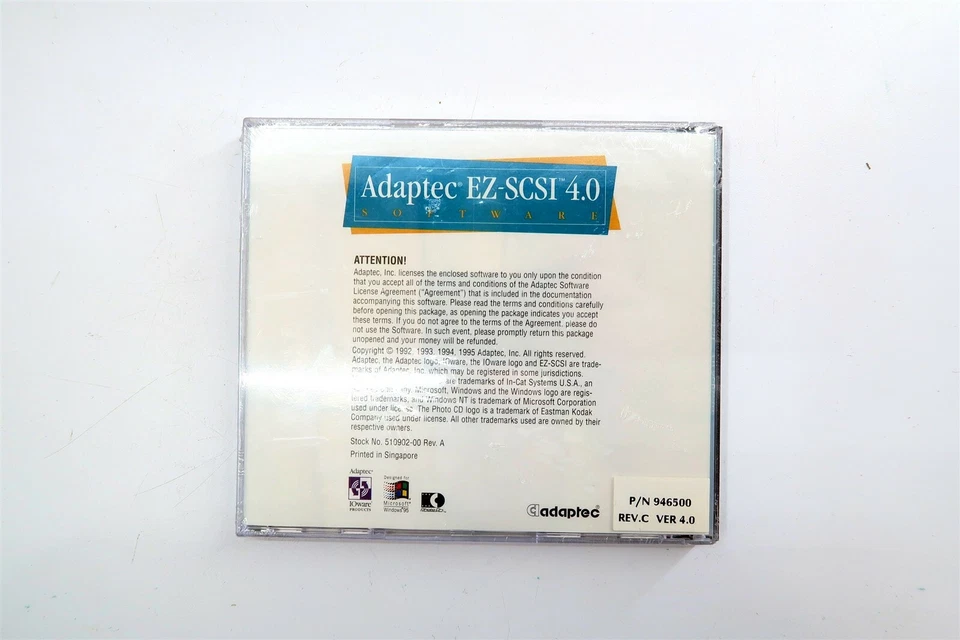 Adaptec® EZ-SCSI™ 4.0
SOFTWARE
ATTENTION!
Adaptec, Inc. licenses the enclosed software to you only upon the condition
that you accept all of the terms and conditions of the Adaptec Software
License Agreement ("Agreement") that is included in the documentation
accompanying this software. Please read the terms and conditions carefully
before opening this package, as opening the package indicates you accept
these terms. If you do not agree to the terms of the Agreement, please do
not use the Software. In such event, please promptly return this package
unopened and your money will be refunded.
Copyright © 1992, 1993, 1994, 1995 Adaptec, Inc. All rights reserved.
Adaptec, the Adaptec logo, IOware, the IOware logo and EZ-SCSI are trade-
marks of Adaptec, Inc. which may be registered in some jurisdictions.
are trademarks of In-Cat Systems U.S.A., an
Microsoft, Windows and the Windows logo are regis-
tered trademarks, and Windows NT is trademark of Microsoft Corporation
used under license. The Photo CD logo is a trademark of Eastman Kodak
Company used under license. All other trademarks used are owned by their
respective owners.
Stock No. 510902-00 Rev. A
Printed in Singapore
Adaptec®
IOware
PRODUCTS
Designed for
Microsoft®
Windows 95
adaptec®
P/N 946500
REV.C VER 4.0